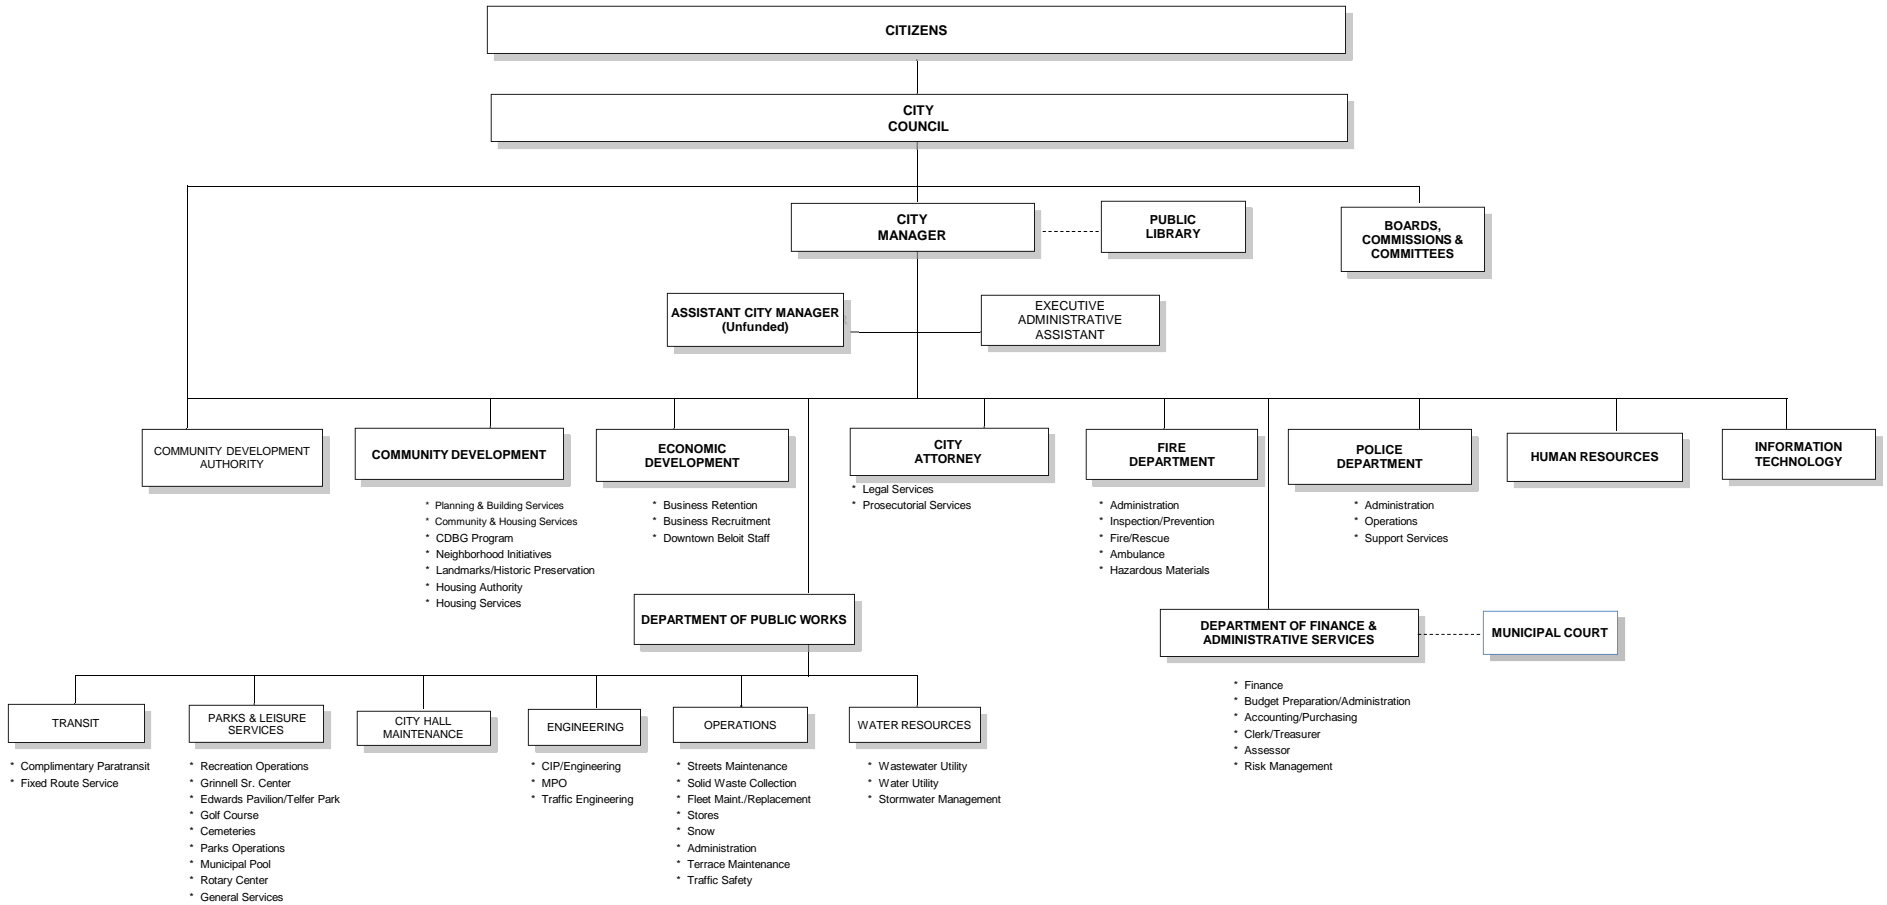 CITIZENS
CITY
COUNCIL
CITY
MANAGER
PUBLIC
LIBRARY
BOARDS,
COMMISSIONS &
COMMITTEES
ASSISTANT CITY MANAGER
(Unfunded)
EXECUTIVE
ADMINISTRATIVE
ASSISTANT
COMMUNITY DEVELOPMENT
AUTHORITY
COMMUNITY DEVELOPMENT
* Planning & Building Services
* Community & Housing Services
* CDBG Program
* Neighborhood Initiatives
* Landmarks/Historic Preservation
* Housing Authority
* Housing Services
ECONOMIC
DEVELOPMENT
* Business Retention
* Business Recruitment
* Downtown Beloit Staff
CITY
ATTORNEY
* Legal Services
* Prosecutorial Services
FIRE
DEPARTMENT
* Administration
* Inspection/Prevention
* Fire/Rescue
* Ambulance
* Hazardous Materials
POLICE
DEPARTMENT
* Administration
* Operations
* Support Services
HUMAN RESOURCES
INFORMATION
TECHNOLOGY
DEPARTMENT OF PUBLIC WORKS
DEPARTMENT OF FINANCE &
ADMINISTRATIVE SERVICES
MUNICIPAL COURT
* Finance
* Budget Preparation/Administration
* Accounting/Purchasing
* Clerk/Treasurer
* Assessor
* Risk Management
TRANSIT
* Complimentary Paratransit
* Fixed Route Service
PARKS & LEISURE
SERVICES
* Recreation Operations
* Grinnell Sr. Center
* Edwards Pavilion/Telfer Park
* Golf Course
* Cemeteries
* Parks Operations
* Municipal Pool
* Rotary Center
* General Services
CITY HALL
MAINTENANCE
ENGINEERING
* CIP/Engineering
* MPO
* Traffic Engineering
OPERATIONS
* Streets Maintenance
* Solid Waste Collection
* Fleet Maint./Replacement
* Stores
* Snow
* Administration
* Terrace Maintenance
* Traffic Safety
WATER RESOURCES
* Wastewater Utility
* Water Utility
* Stormwater Management